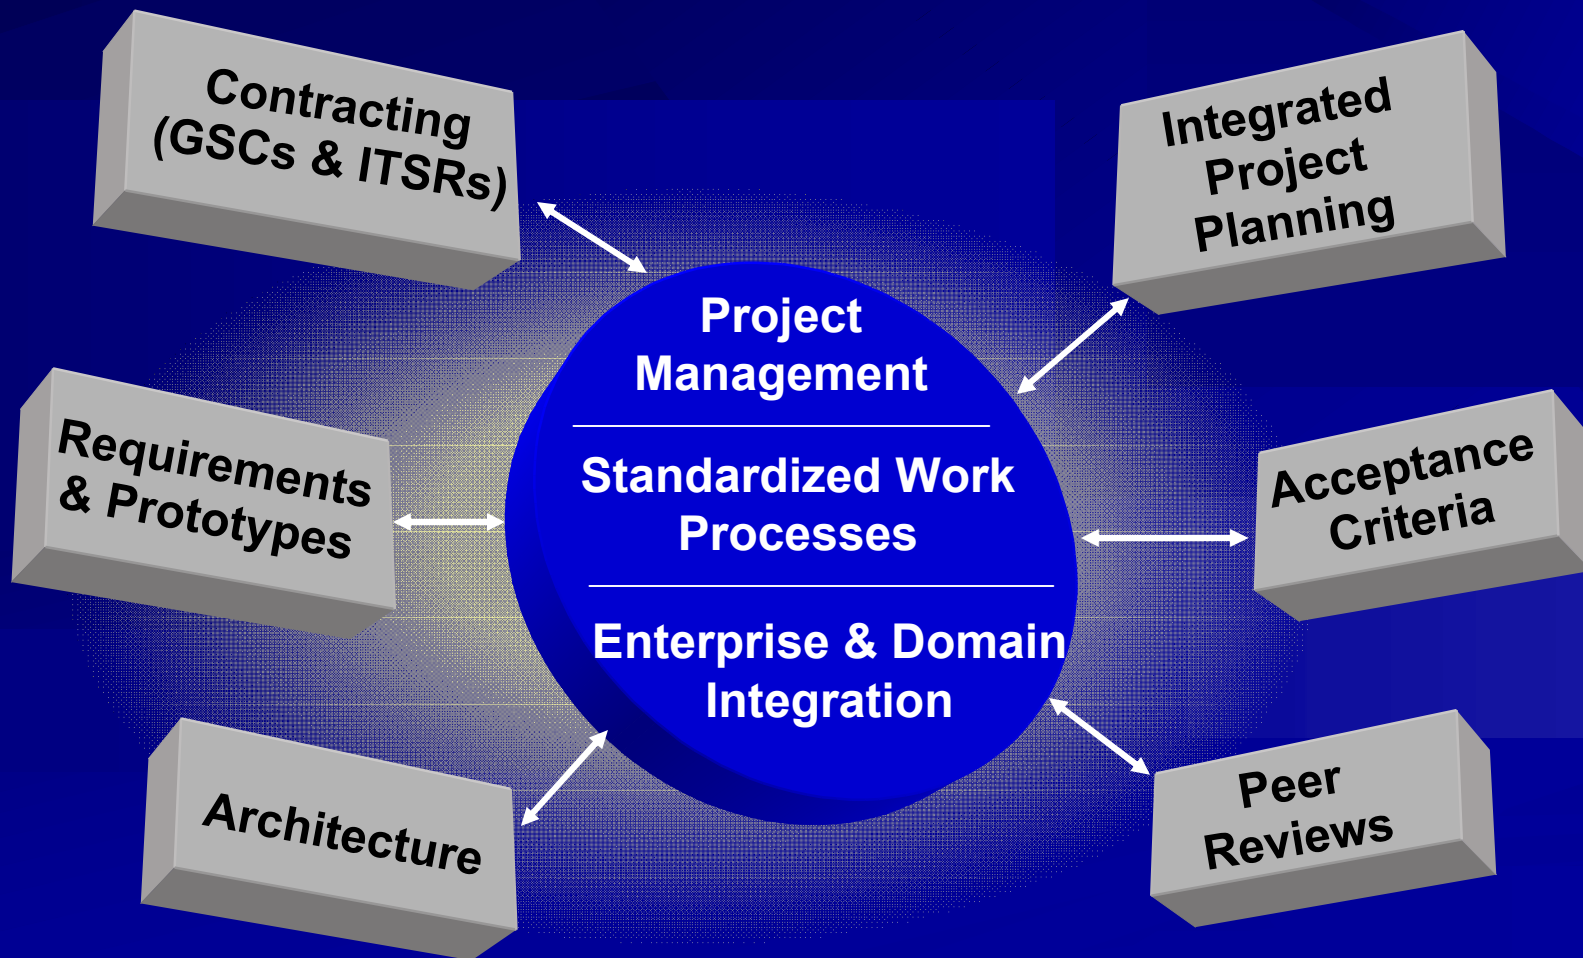 Contracting
(GSCs & ITSRs)
Integrated
Project
Planning
Project
Management
Requirements
& Prototypes
Standardized Work
Processes
Acceptance
Criteria
Enterprise & Domain
Integration
Architecture
Peer
Reviews